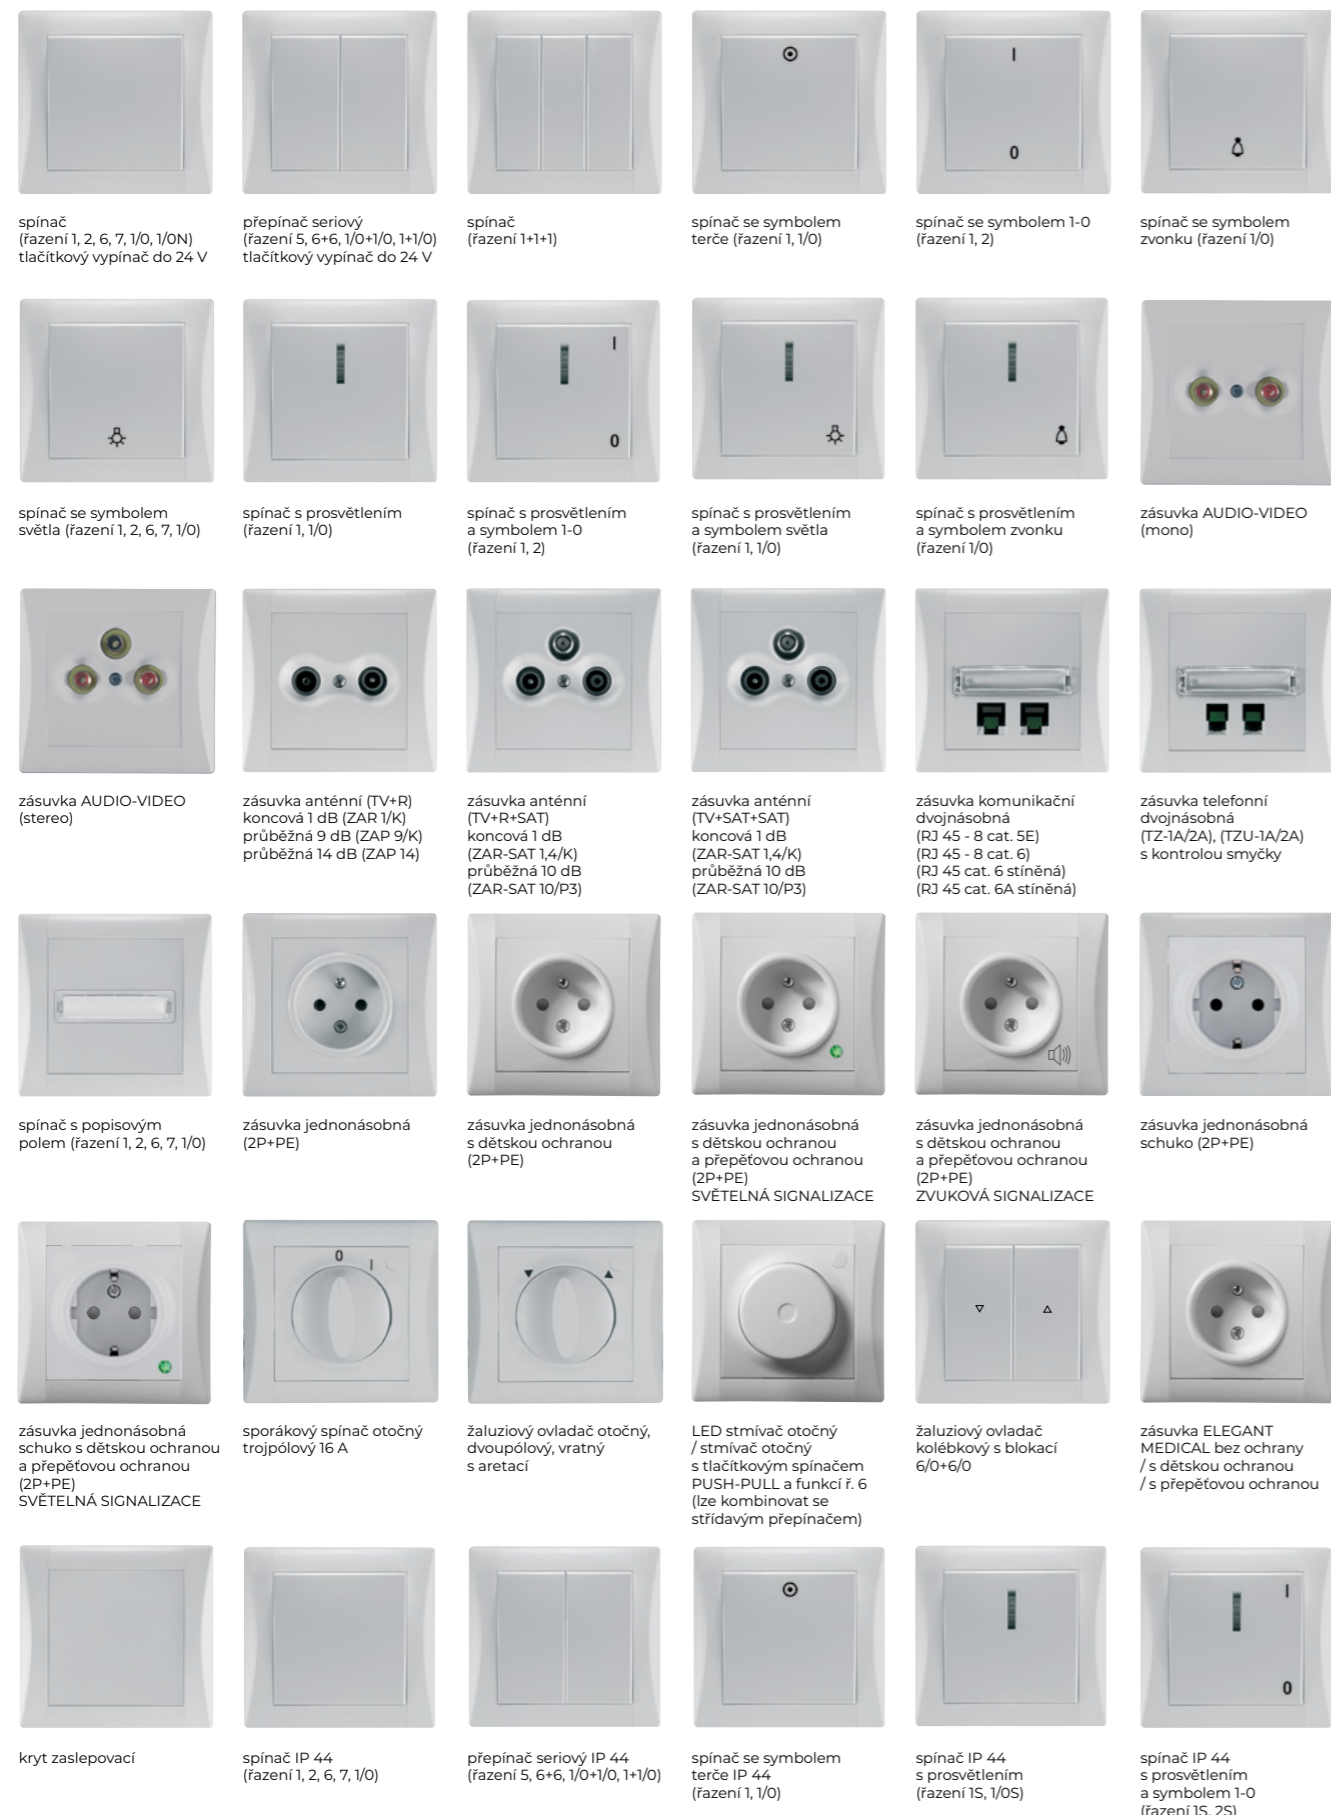 I
0
spínač
(řazení 1, 2, 6, 7, 1/0, 1/0N)
tlačítkový vypínač do 24 V
přepínač seriový
(řazení 5, 6+6, 1/0+1/0, 1+1/0)
tlačítkový vypínač do 24 V
spínač
(řazení 1+1+1)
spínač se symbolem
terče (řazení 1, 1/0)
spínač se symbolem 1-0
(řazení 1, 2)
spínač se symbolem
zvonku (řazení 1/0)
I
0
spínač se symbolem
světla (řazení 1, 2, 6, 7, 1/0)
spínač s prosvětlením
(řazení 1, 1/0)
spínač s prosvětlením
a symbolem 1-0
(řazení 1, 2)
spínač s prosvětlením
a symbolem světla
(řazení 1, 1/0)
spínač s prosvětlením
a symbolem zvonku
(řazení 1/0)
zásuvka AUDIO-VIDEO
(mono)
zásuvka AUDIO-VIDEO
(stereo)
zásuvka anténní (TV+R)
koncová 1 dB (ZAR 1/K)
průběžná 9 dB (ZAP 9/K)
průběžná 14 dB (ZAP 14)
zásuvka anténní
(TV+R+SAT)
koncová 1 dB
(ZAR-SAT 1,4/K)
průběžná 10 dB
(ZAR-SAT 10/P3)
zásuvka anténní
(TV+SAT+SAT)
koncová 1 dB
(ZAR-SAT 1,4/K)
průběžná 10 dB
(ZAR-SAT 10/P3)
zásuvka komunikační
dvojnásobná
(RJ 45 - 8 cat. 5E)
(RJ 45 - 8 cat. 6)
(RJ 45 cat. 6 stíněná)
(RJ 45 cat. 6A stíněná)
zásuvka telefonní
dvojnásobná
(TZ-1A/2A), (TZU-1A/2A)
s kontrolou smyčky
spínač s popisovým
polem (řazení 1, 2, 6, 7, 1/0)
zásuvka jednonásobná
(2P+PE)
zásuvka jednonásobná
s dětskou ochranou
(2P+PE)
zásuvka jednonásobná
s dětskou ochranou
a přepěťovou ochranou
(2P+PE)
SVĚTELNÁ SIGNALIZACE
zásuvka jednonásobná
s dětskou ochranou
a přepěťovou ochranou
(2P+PE)
ZVUKOVÁ SIGNALIZACE
zásuvka jednonásobná
schuko (2P+PE)
0
I
zásuvka jednonásobná
schuko s dětskou ochranou
a přepěťovou ochranou
(2P+PE)
SVĚTELNÁ SIGNALIZACE
sporákový spínač otočný
trojpólový 16 A
žaluziový ovladač otočný,
dvoupólový, vratný
s aretací
LED stmívač otočný
/ stmívač otočný
s tlačítkovým spínačem
PUSH-PULL a funkcí ř. 6
(lze kombinovat se
střídavým přepínačem)
žaluziový ovladač
kolébkový s blokací
6/0+6/0
zásuvka ELEGANT
MEDICAL bez ochrany
/ s dětskou ochranou
/ s přepěťovou ochranou
I
0
kryt zaslepovací
spínač IP 44
(řazení 1, 2, 6, 7, 1/0)
přepínač seriový IP 44
(řazení 5, 6+6, 1/0+1/0, 1+1/0)
spínač se symbolem
terče IP 44
(řazení 1, 1/0)
spínač IP 44
s prosvětlením
(řazení 1S, 1/0S)
spínač IP 44
s prosvětlením
a symbolem 1-0
(řazení 1S, 2S)